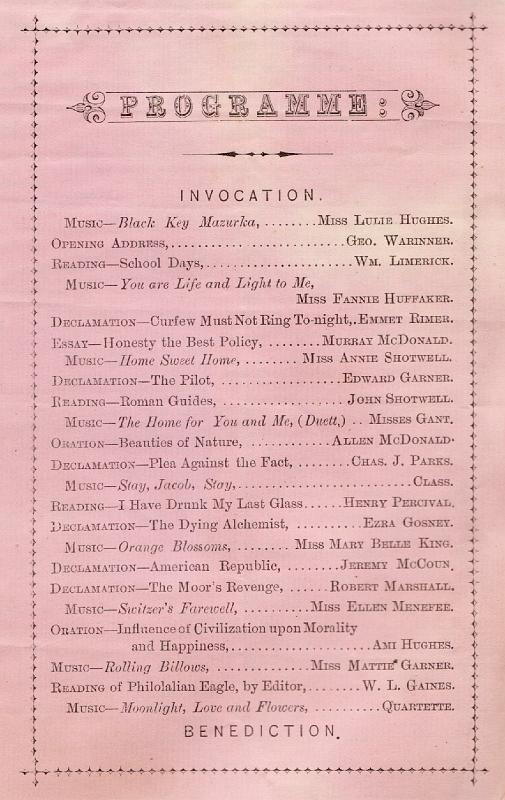 PROGRAMME:
INVOCATION.
Music—Black Key Mazurka, ........Miss Lulie Hughes.
Opening Address,..........................Geo. Warinner.
Reading—School Days,......................Wm. Limerick.
Music—You are Life and Light to Me,
Miss Fannie Huffaker.
Declamation—Curfew Must Not Ring To-night,.Emmet Rimer.
Essay—Honesty the Best Policy, ........Murray McDonald.
Music—Home Sweet Home, ........ Miss Annie Shotwell.
Declamation—The Pilot, ..................Edward Garner.
Reading—Roman Guides, ..................John Shotwell.
Music—The Home for You and Me, (Duett,) .. Misses Gant.
Oration—Beauties of Nature, ............Allen McDonald.
Declamation—Plea Against the Fact, ........Chas. J. Parks.
Music—Stay, Jacob, Stay,..........................Class.
Reading—I Have Drunk My Last Glass......Henry Percival.
Declamation—The Dying Alchemist, ..........Ezra Gosney.
Music—Orange Blossoms, ........ Miss Mary Belle King.
Declamation—American Republic, ........Jeremy McCoun.
Declamation—The Moor's Revenge, ......Robert Marshall.
Music—Switzer's Farewell, ..........Miss Ellen Menefee.
Oration—Influence of Civilization upon Morality
and Happiness,......................Ami Hughes.
Music—Rolling Billows, .............Miss Mattie Garner.
Reading of Philolalian Eagle, by Editor,........W. L. Gaines.
Music—Moonlight, Love and Flowers, ..........Quartette.
BENEDICTION.